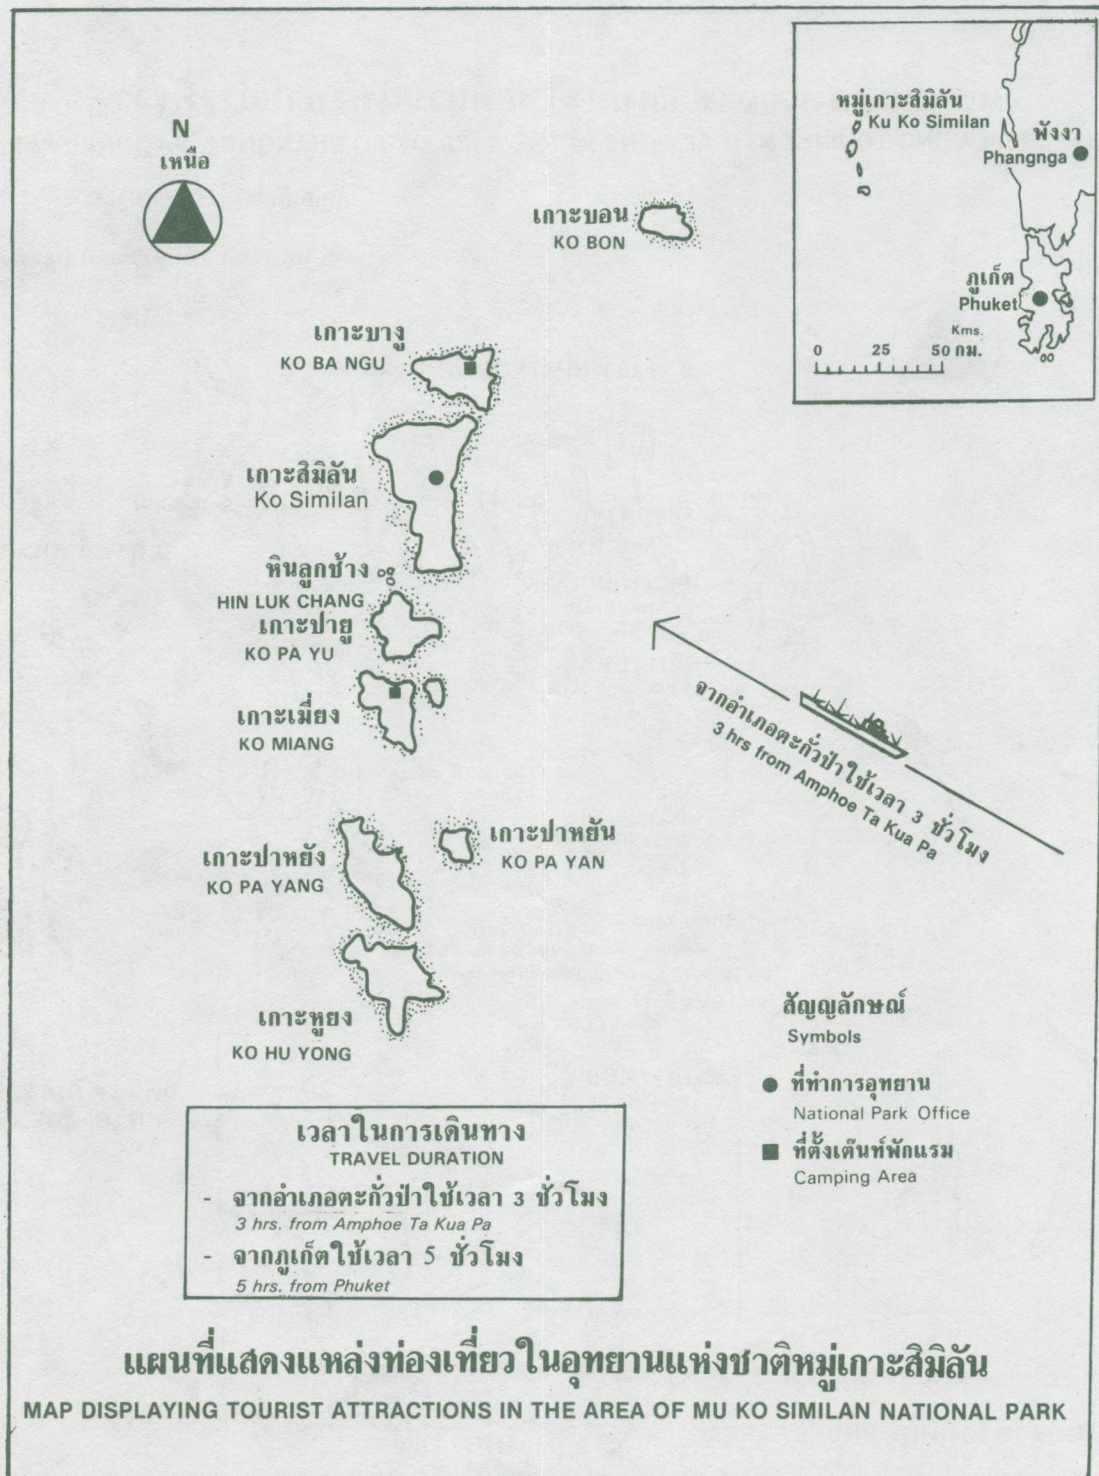 N
เหนือ
หมู่เกาะสิมิลัน
Ku Ko Similan
พังงา
Phangnga
ภูเก็ต
Phuket
Kms.
0 25 50 กม.
เกาะบอน
KO BON
เกาะบางู
KO BA NGU
เกาะสิมิลัน
Ko Similan
หินลูกช้าง
HIN LUK CHANG
เกาะปายู
KO PA YU
เกาะเมี่ยง
KO MIANG
จากอำเภอตะกั่วป่าใช้เวลา 3 ชั่วโมง
3 hrs from Amphoe Ta Kua Pa
เกาะปาหยัน
KO PA YAN
เกาะปาหยัง
KO PA YANG
เกาะหูยง
KO HU YONG
สัญญลักษณ์
Symbols
ที่ทำการอุทยาน
National Park Office
ที่ตั้งเต๊นท์พักแรม
Camping Area
เวลาในการเดินทาง
TRAVEL DURATION
- จากอำเภอตะกั่วป่าใช้เวลา 3 ชั่วโมง
3 hrs. from Amphoe Ta Kua Pa
- จากภูเก็ตใช้เวลา 5 ชั่วโมง
5 hrs. from Phuket
แผนที่แสดงแหล่งท่องเที่ยวในอุทยานแห่งชาติหมู่เกาะสิมิลัน
MAP DISPLAYING TOURIST ATTRACTIONS IN THE AREA OF MU KO SIMILAN NATIONAL PARK